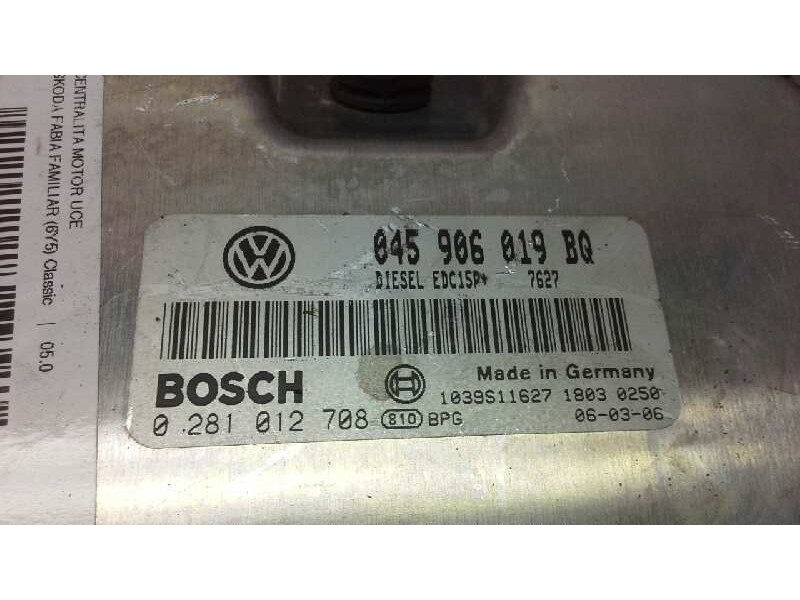 CENTRALITA MOTOR UCE
SKODA FABIA FAMILIAR (6Y5) Classic | 05.0
VW
045 906 019 BQ
DIESEL EDC15P+ 7627
BOSCH
Made in Germany
1039S11627 1803 0250
0 281 012 708 810 BPG 06-03-06